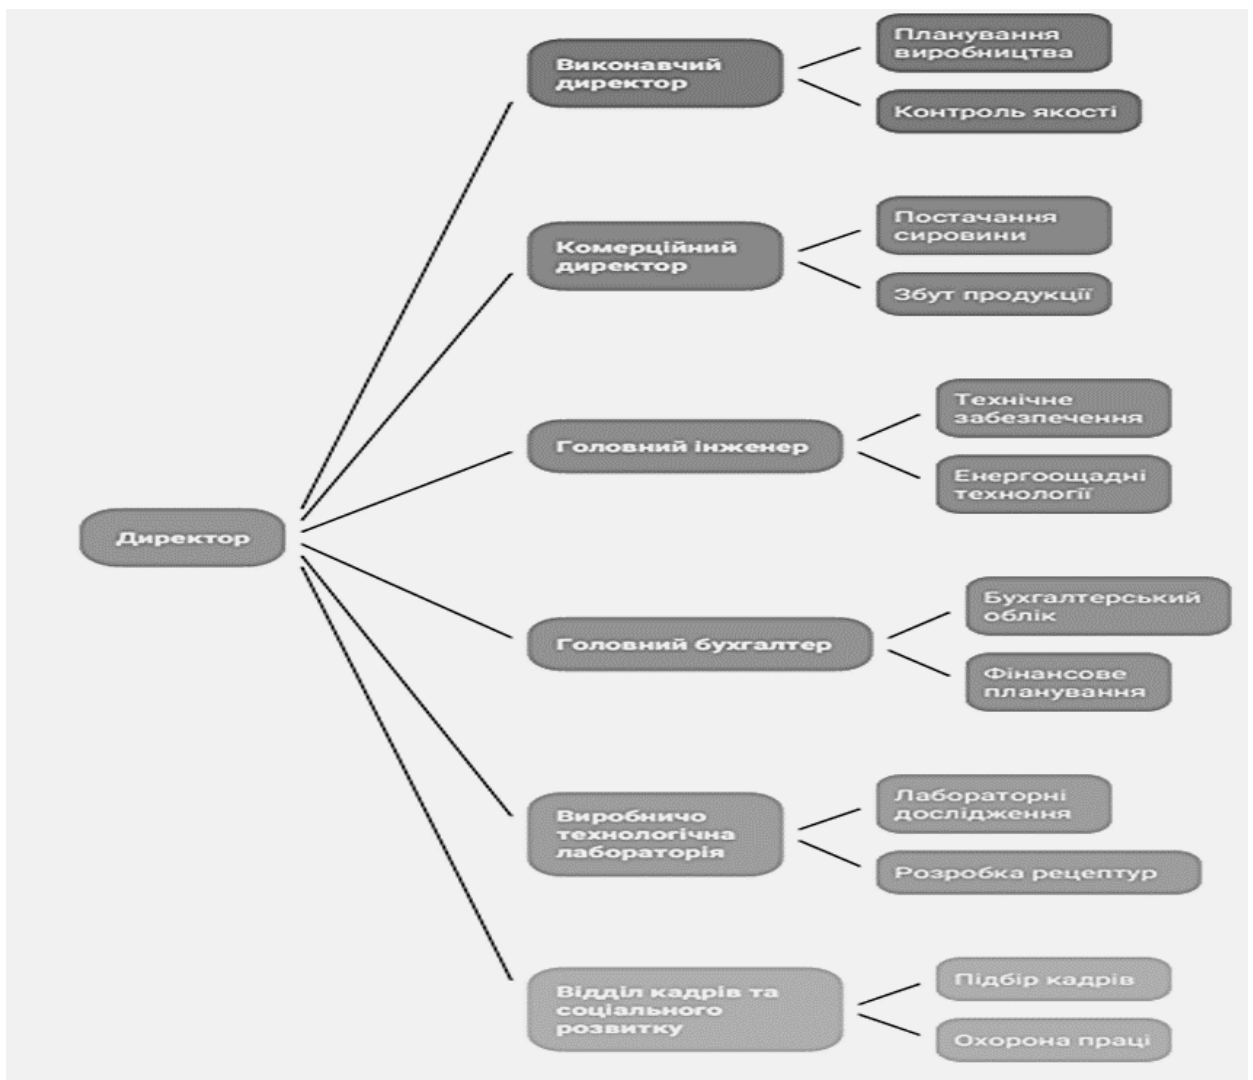 Директор
Виконавчий
директор
Планування
виробництва
Контроль якості
Комерційний
директор
Постачання
сировини
Збут продукції
Головний інженер
Технічне
забезпечення
Енергоощадні
технології
Головний бухгалтер
Бухгалтерський
облік
Фінансове
планування
Виробничо
технологічна
лабораторія
Лабораторні
дослідження
Розробка рецептур
Відділ кадрів та
соціального
розвитку
Підбір кадрів
Охорона праці